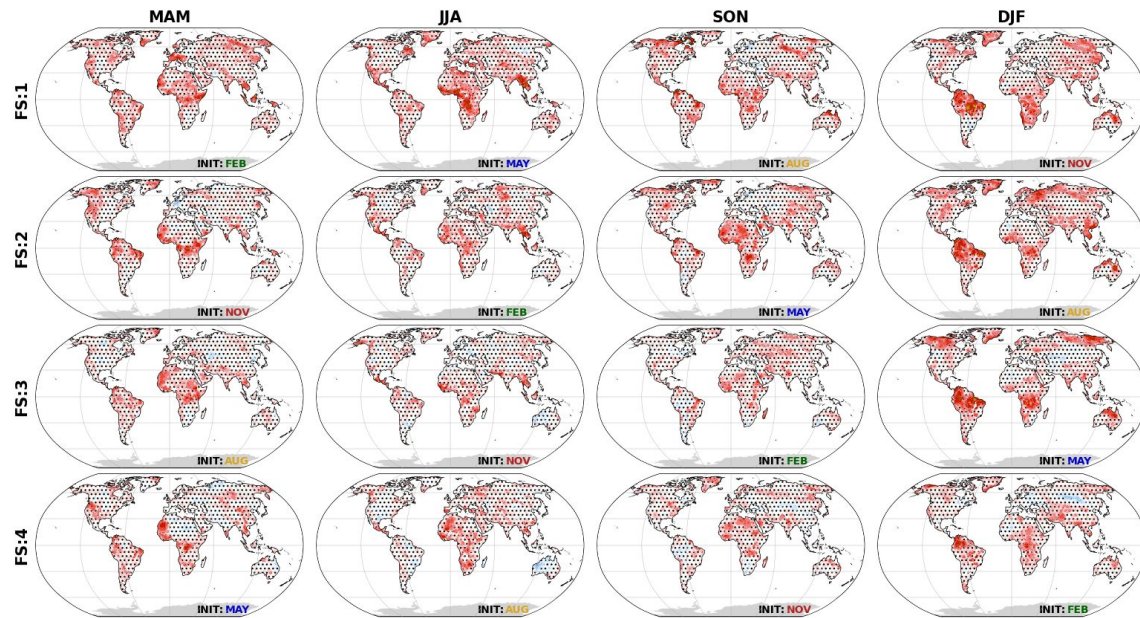 MAM JJA SON DJF
FS:1
INIT: FEB INIT: MAY INIT: AUG INIT: NOV
FS:2
INIT: NOV INIT: FEB INIT: MAY INIT: AUG
FS:3
INIT: AUG INIT: NOV INIT: FEB INIT: MAY
FS:4
INIT: MAY INIT: AUG INIT: NOV INIT: FEB